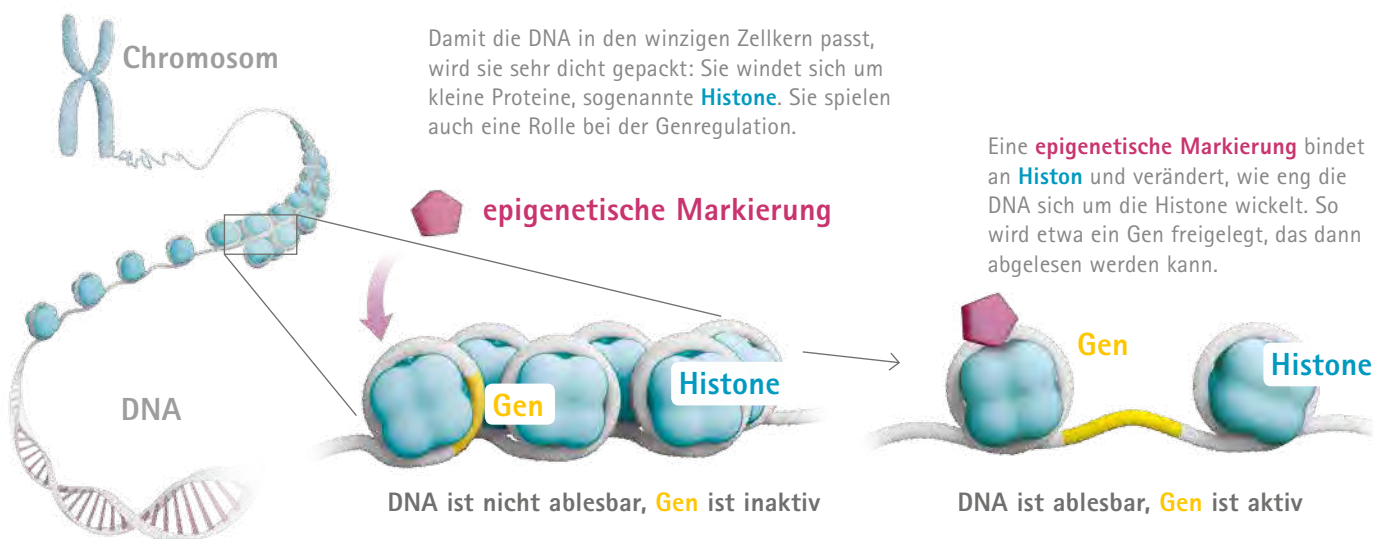 Chromosom
Damit die DNA in den winzigen Zellkern passt,
wird sie sehr dicht gepackt: Sie windet sich um
kleine Proteine, sogenannte Histone. Sie spielen
auch eine Rolle bei der Genregulation.
Eine epigenetische Markierung bindet
an Histon und verändert, wie eng die
DNA sich um die Histone wickelt. So
wird etwa ein Gen freigelegt, das dann
abgelesen werden kann.
epigenetische Markierung
DNA
Gen
Histone
Gen
Histone
DNA ist nicht ablesbar, Gen ist inaktiv
DNA ist ablesbar, Gen ist aktiv